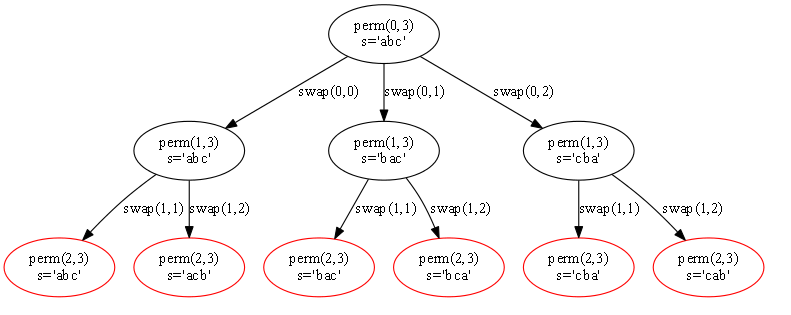 perm(0,3)
s='abc'
swap(0,0)
swap(0,1)
swap(0,2)
perm(1,3)
s='abc'
perm(1,3)
s='bac'
perm(1,3)
s='cba'
swap(1,1)
swap(1,2)
swap(1,1)
swap(1,2)
swap(1,1)
swap(1,2)
perm(2,3)
s='abc'
perm(2,3)
s='acb'
perm(2,3)
s='bac'
perm(2,3)
s='bca'
perm(2,3)
s='cba'
perm(2,3)
s='cab'